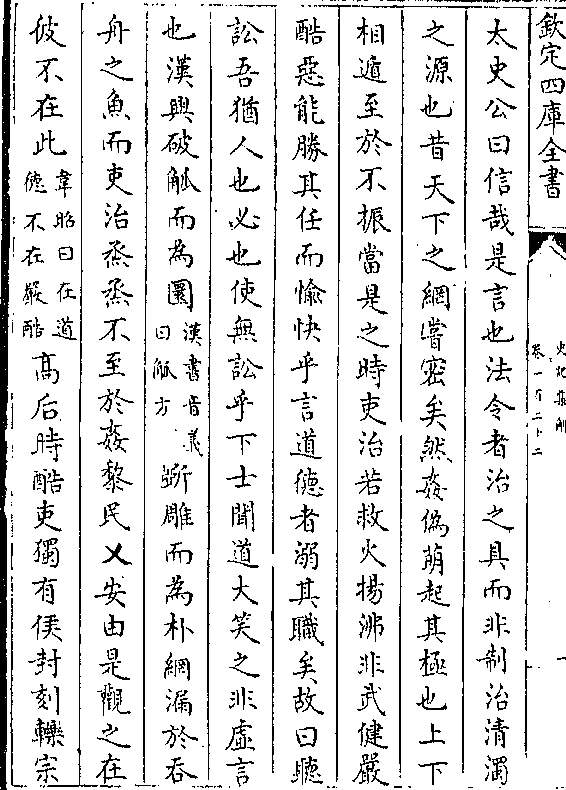 欽定四庫全書
史記集解
卷一百二十二
一
太史公曰信哉是言也法令者治之具而非制治清濁
之源也昔天下之網嘗密矣然姦偽萌起其極也上下
相遁至於不振當是之時吏治若救火揚沸非武健嚴
酷惡能勝其任而愉快乎言道德者溺其職矣故曰聽
訟吾猶人也必也使無訟乎下士聞道大笑之非虛言
也漢興破觚而為圜漢書音義曰觚方斲雕而為朴網漏於吞
舟之魚而吏治烝烝不至於姦黎民乂安由是觀之在
彼不在此韋昭曰在道德不在嚴酷高后時酷吏獨有侯封刻轢宗